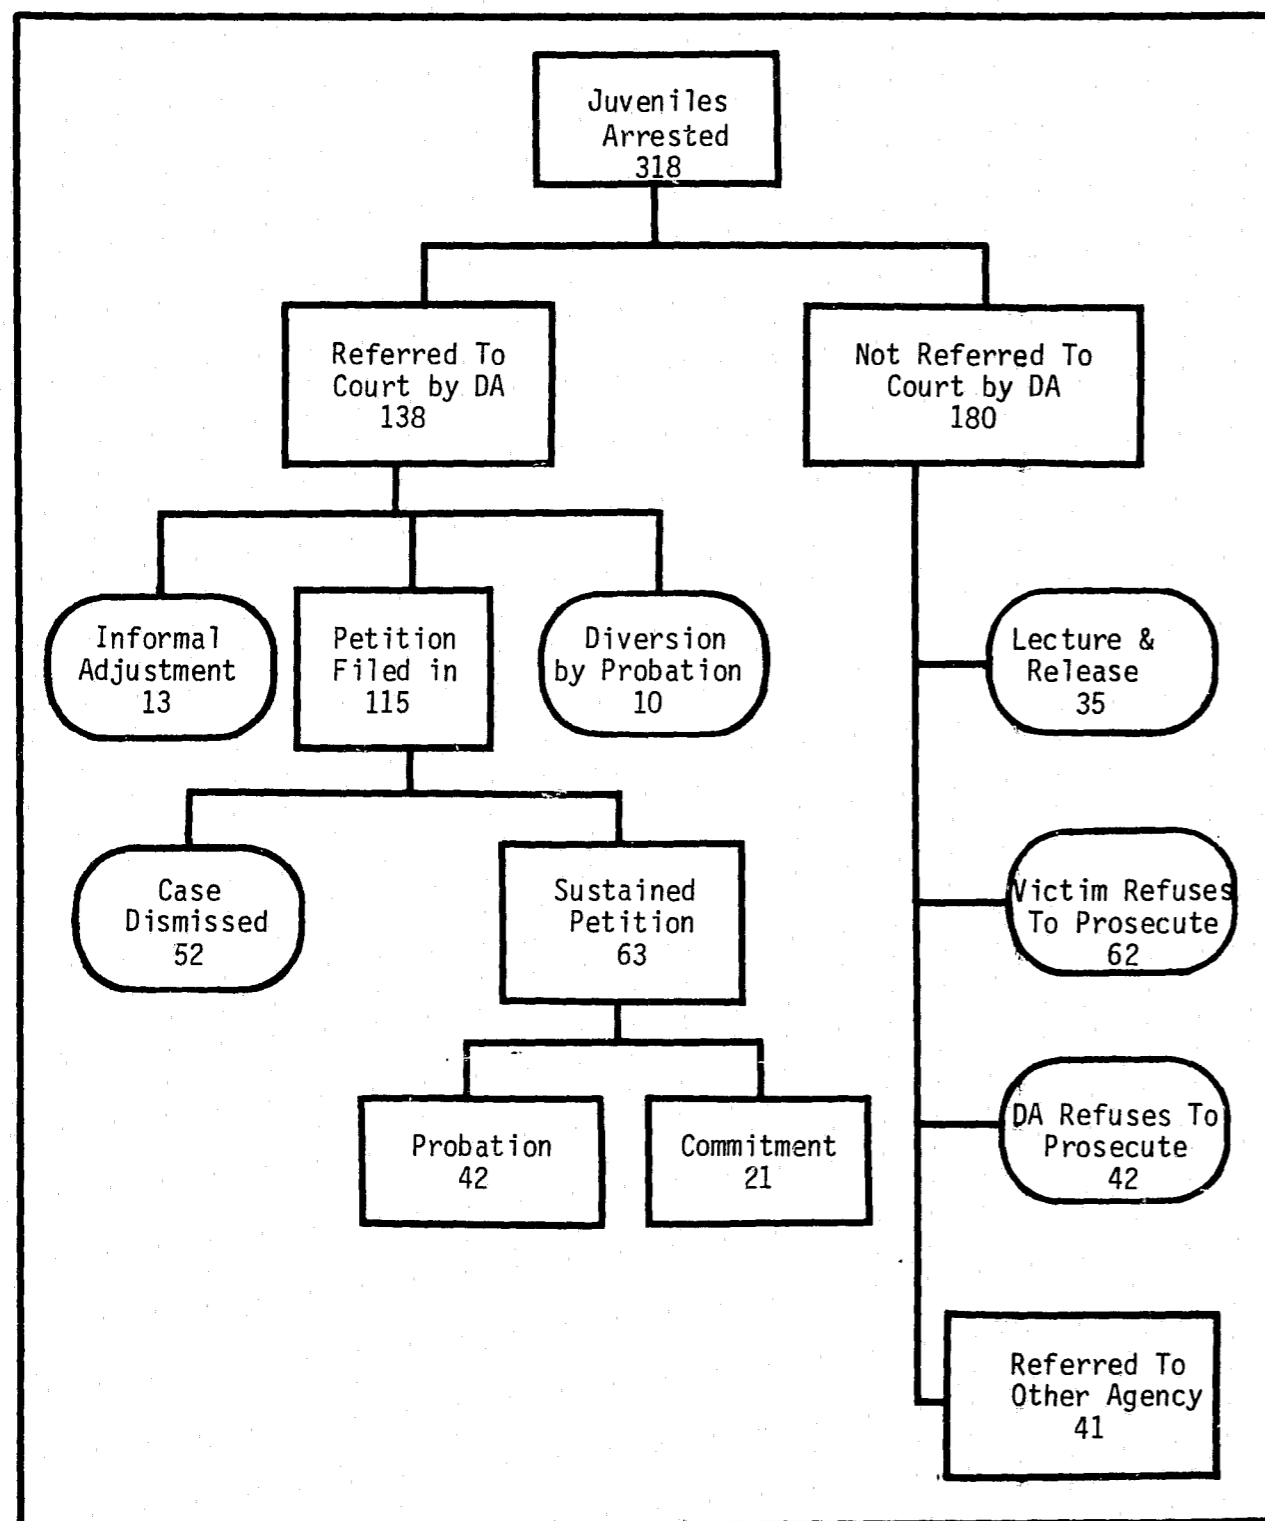 Juveniles
Arrested
318
Referred To
Court by DA
138
Not Referred To
Court by DA
180
Informal
Adjustment
13
Petition
Filed in
115
Diversion
by Probation
10
Lecture &
Release
35
Case
Dismissed
52
Sustained
Petition
63
Victim Refuses
To Prosecute
62
Probation
42
Commitment
21
DA Refuses To
Prosecute
42
Referred To
Other Agency
41